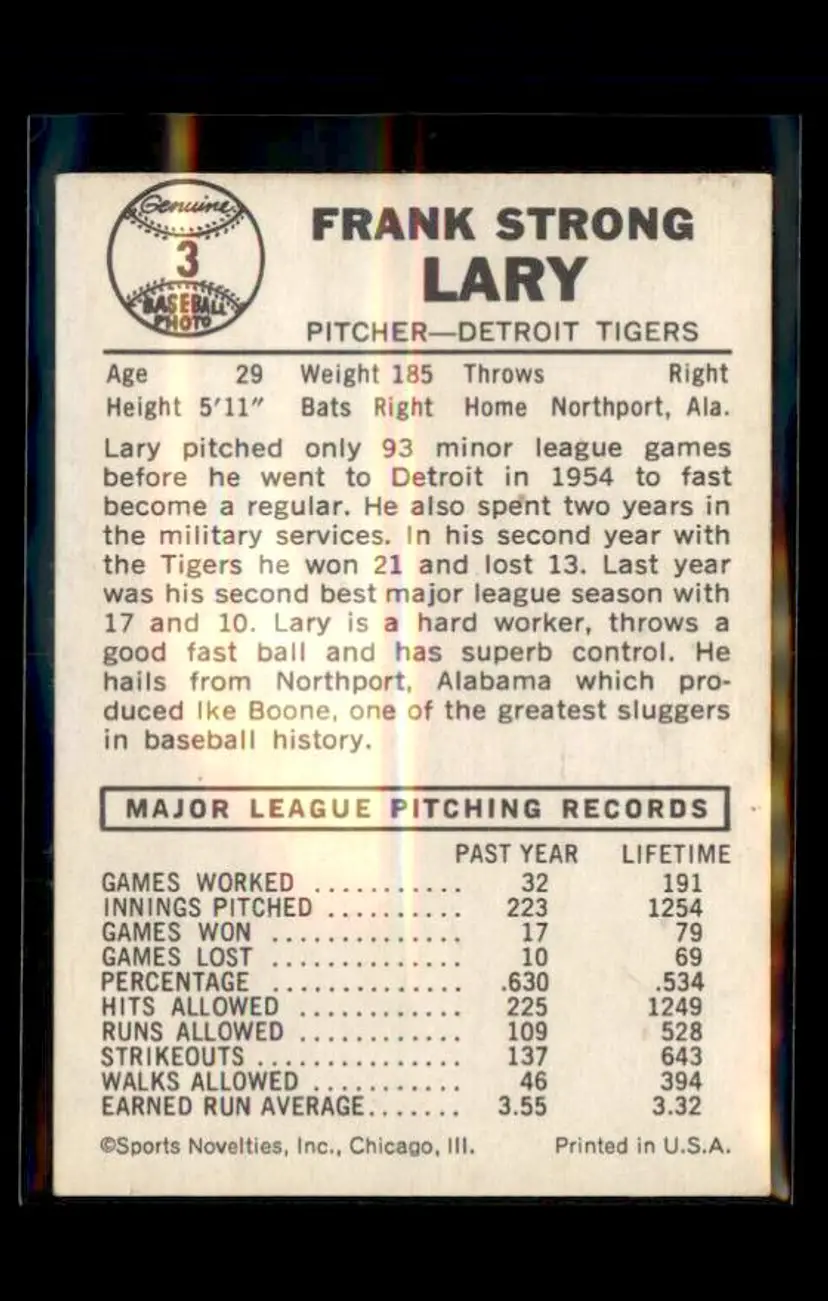 Genuine
3
BASEBALL
PHOTO
FRANK STRONG
LARY
PITCHER—DETROIT TIGERS
Age 29 Weight 185 Throws Right
Height 5'11" Bats Right Home Northport, Ala.
Lary pitched only 93 minor league games
before he went to Detroit in 1954 to fast
become a regular. He also spent two years in
the military services. In his second year with
the Tigers he won 21 and lost 13. Last year
was his second best major league season with
17 and 10. Lary is a hard worker, throws a
good fast ball and has superb control. He
hails from Northport, Alabama which pro-
duced Ike Boone, one of the greatest sluggers
in baseball history.
MAJOR LEAGUE PITCHING RECORDS
PAST YEAR LIFETIME
GAMES WORKED ........... 32 191
INNINGS PITCHED .......... 223 1254
GAMES WON .............. 17 79
GAMES LOST .............. 10 69
PERCENTAGE .............. .630 .534
HITS ALLOWED ............ 225 1249
RUNS ALLOWED ............ 109 528
STRIKEOUTS ............... 137 643
WALKS ALLOWED ........... 46 394
EARNED RUN AVERAGE....... 3.55 3.32
©Sports Novelties, Inc., Chicago, Ill. Printed in U.S.A.